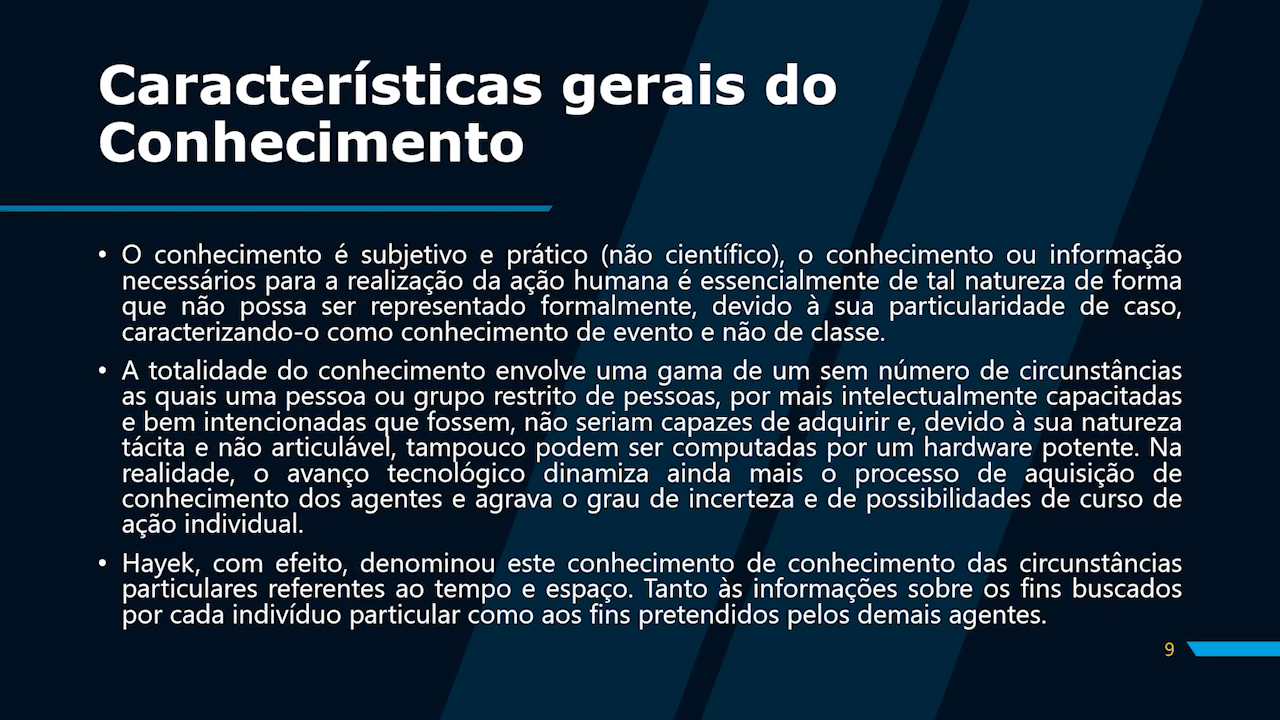 Características gerais do
Conhecimento
• O conhecimento é subjetivo e prático (não científico), o conhecimento ou informação
necessários para a realização da ação humana é essencialmente de tal natureza de forma
que não possa ser representado formalmente, devido à sua particularidade de caso,
caracterizando-o como conhecimento de evento e não de classe.
• A totalidade do conhecimento envolve uma gama de um sem número de circunstâncias
as quais uma pessoa ou grupo restrito de pessoas, por mais intelectualmente capacitadas
e bem intencionadas que fossem, não seriam capazes de adquirir e, devido à sua natureza
tácita e não articulável, tampouco podem ser computadas por um hardware potente. Na
realidade, o avanço tecnológico dinamiza ainda mais o processo de aquisição de
conhecimento dos agentes e agrava o grau de incerteza e de possibilidades de curso de
ação individual.
• Hayek, com efeito, denominou este conhecimento de conhecimento das circunstâncias
particulares referentes ao tempo e espaço. Tanto às informações sobre os fins buscados
por cada indivíduo particular como aos fins pretendidos pelos demais agentes.
9